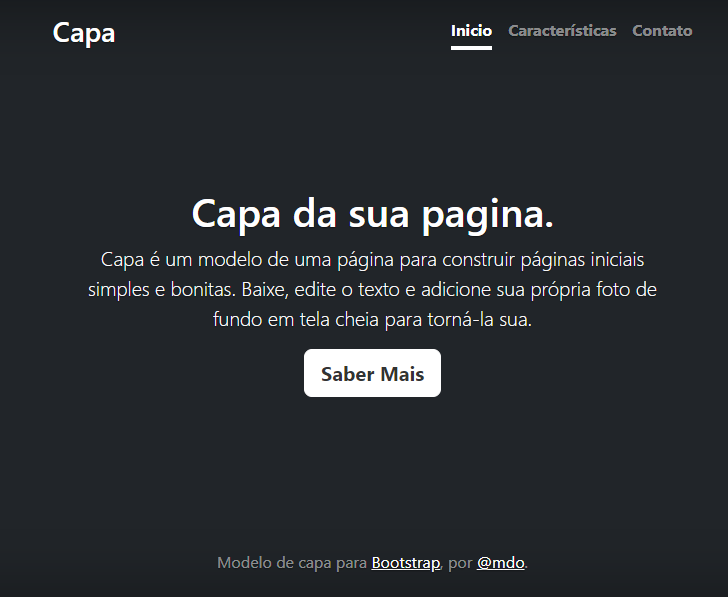 Capa
Inicio Características Contato
Capa da sua pagina.
Capa é um modelo de uma página para construir páginas iniciais
simples e bonitas. Baixe, edite o texto e adicione sua própria foto de
fundo em tela cheia para torná-la sua.
Saber Mais
Modelo de capa para Bootstrap, por @mdo.